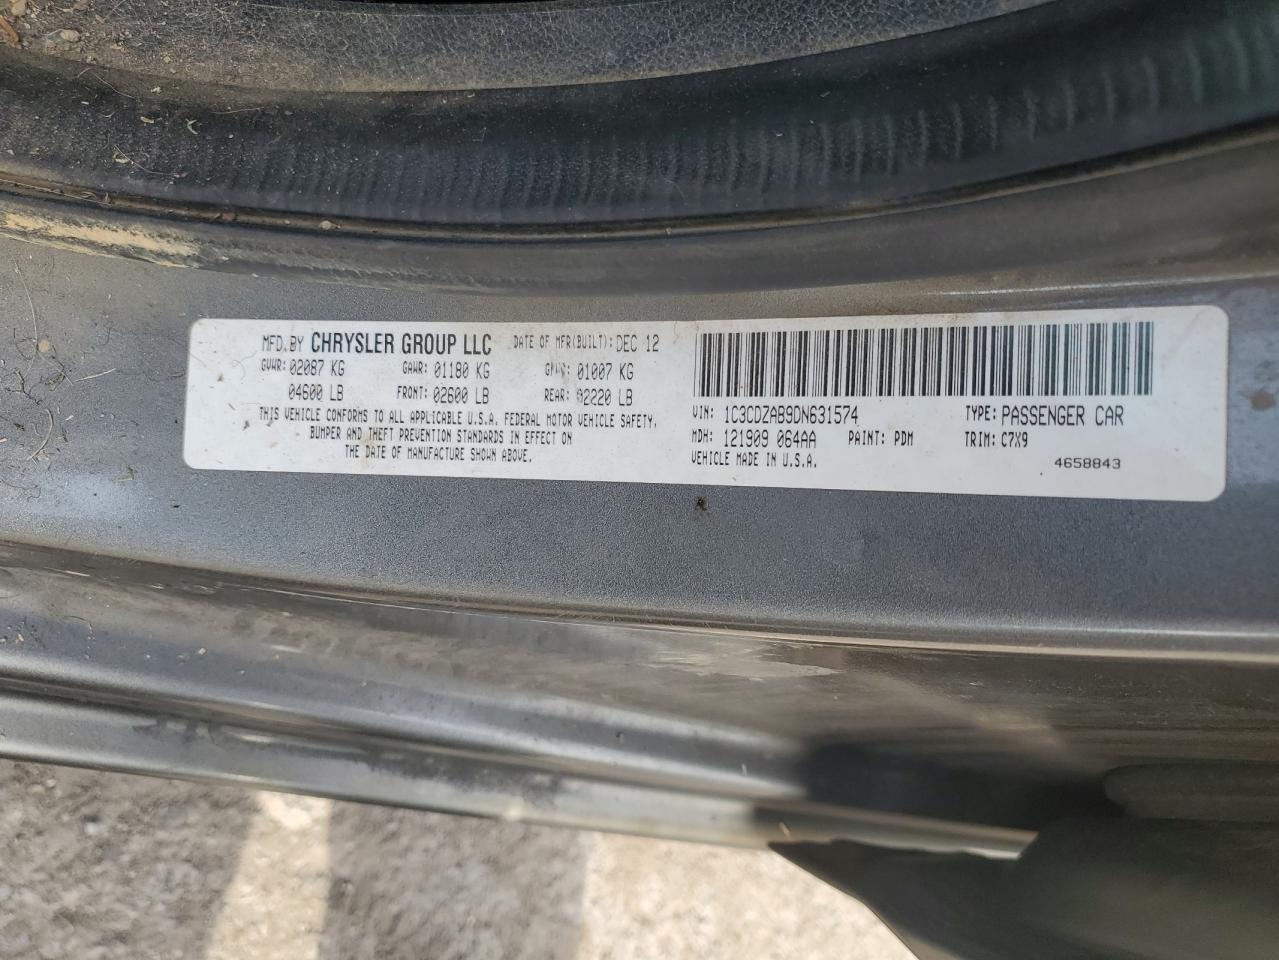 MFD.BY CHRYSLER GROUP LLC DATE OF MFR(BUILT): DEC 12
GVWR: 02087 KG GAWR: 01180 KG 01007 KG
04600 LB FRONT: 02600 LB REAR: 02220 LB
THIS VEHICLE CONFORMS TO ALL APPLICABLE U.S.A. FEDERAL MOTOR VEHICLE SAFETY,
BUMPER AND THEFT PREVENTION STANDARDS IN EFFECT ON
THE DATE OF MANUFACTURE SHOWN ABOVE.
VIN: 1C3CDZAB9DN631574 TYPE: PASSENGER CAR
MDH: 121909 064AA PAINT: PDM TRIM: C7X9
VEHICLE MADE IN U.S.A. 4658843